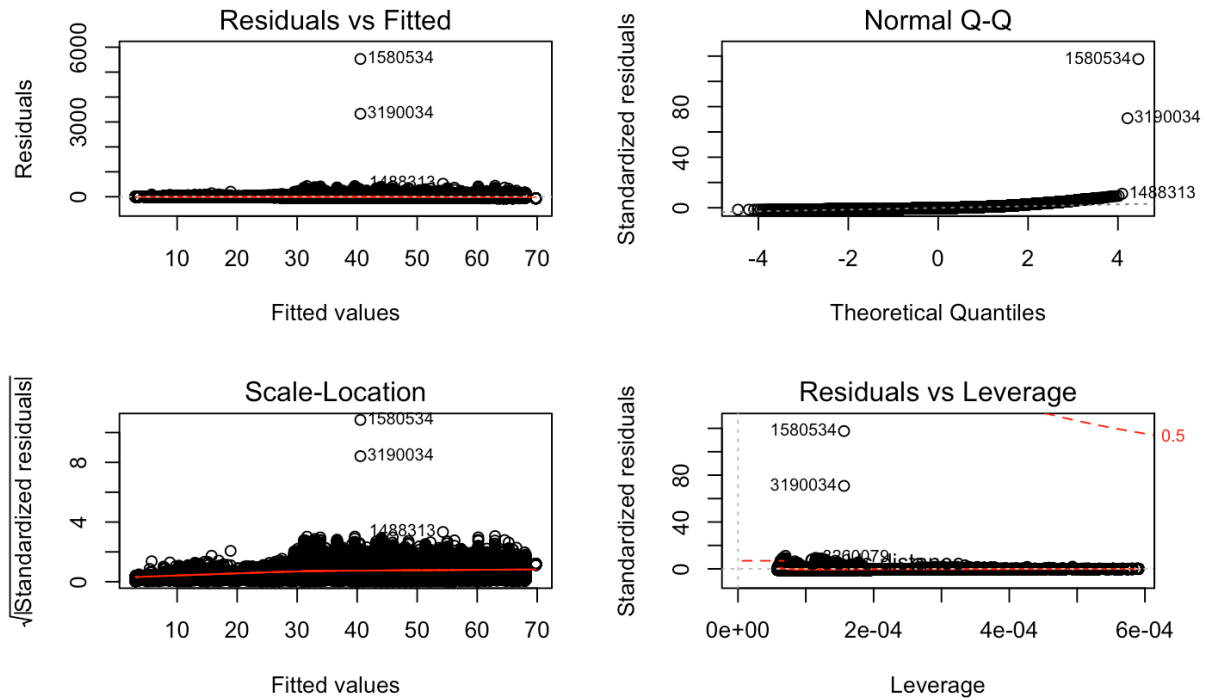 Residuals vs Fitted
Residuals
0 3000 6000
1580534
3190034
1488313
10 20 30 40 50 60 70
Fitted values
Normal Q-Q
Standardized residuals
0 40 80
1580534
3190034
1488313
-4 -2 0 2 4
Theoretical Quantiles
Scale-Location
√|Standardized residuals|
0 4 8
1580534
3190034
1488313
10 20 30 40 50 60 70
Fitted values
Residuals vs Leverage
Standardized residuals
0 40 80
1580534
3190034
distance
0.5
0e+00 2e-04 4e-04 6e-04
Leverage